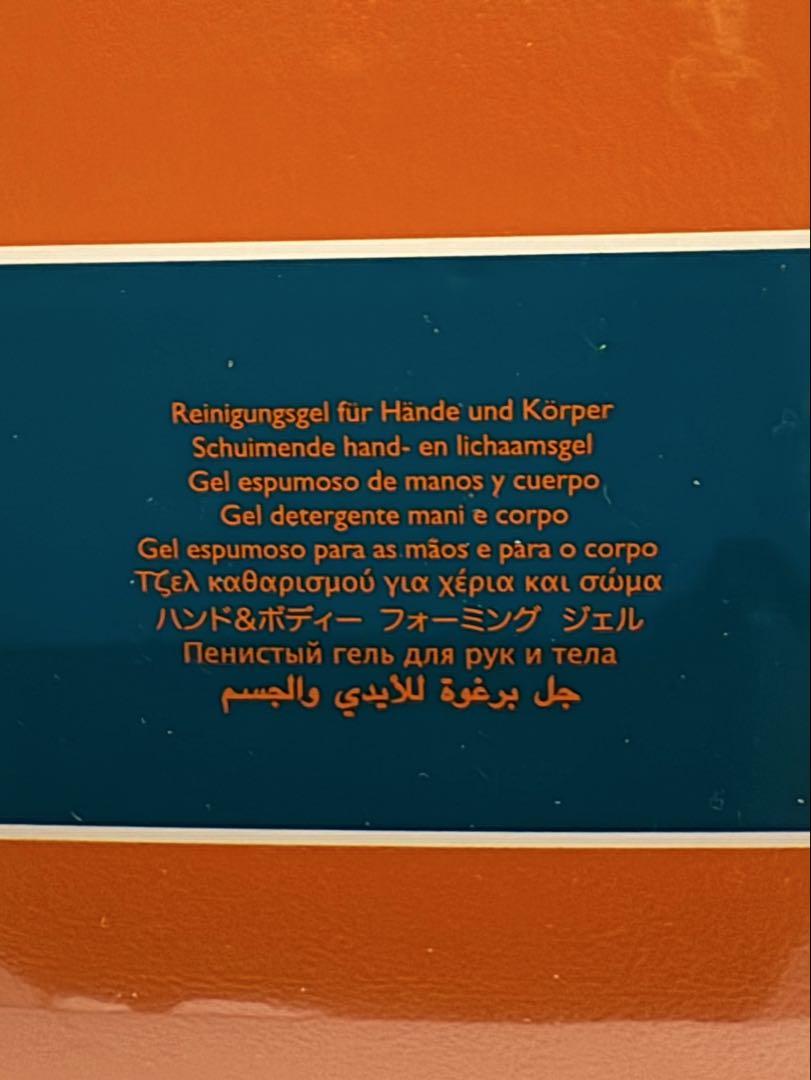 Reinigungsgel für Hände und Körper
Schuimende hand- en lichaamsgel
Gel espumoso de manos y cuerpo
Gel detergente mani e corpo
Gel espumoso para as mãos e para o corpo
Τζελ καθαρισμού για χέρια και σώμα
ハンド&ボディー フォーミング ジェル
Пенистый гель для рук и тела
جل برغوة للأيدي والجسم